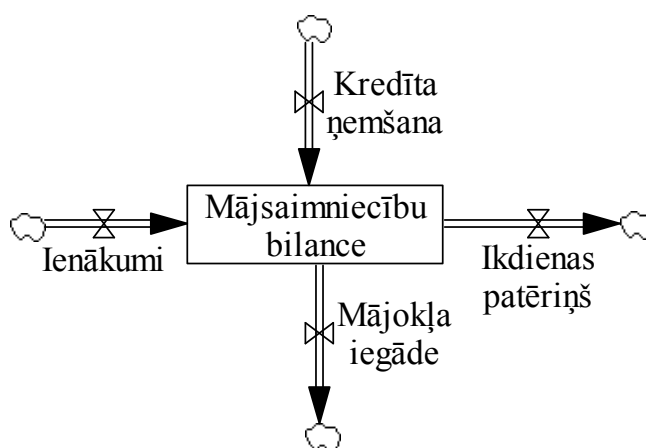 Kredīta
ņemšana
Mājsaimniecību
bilance
Ienākumi
Ikdienas
patēriņš
Mājokļa
iegāde